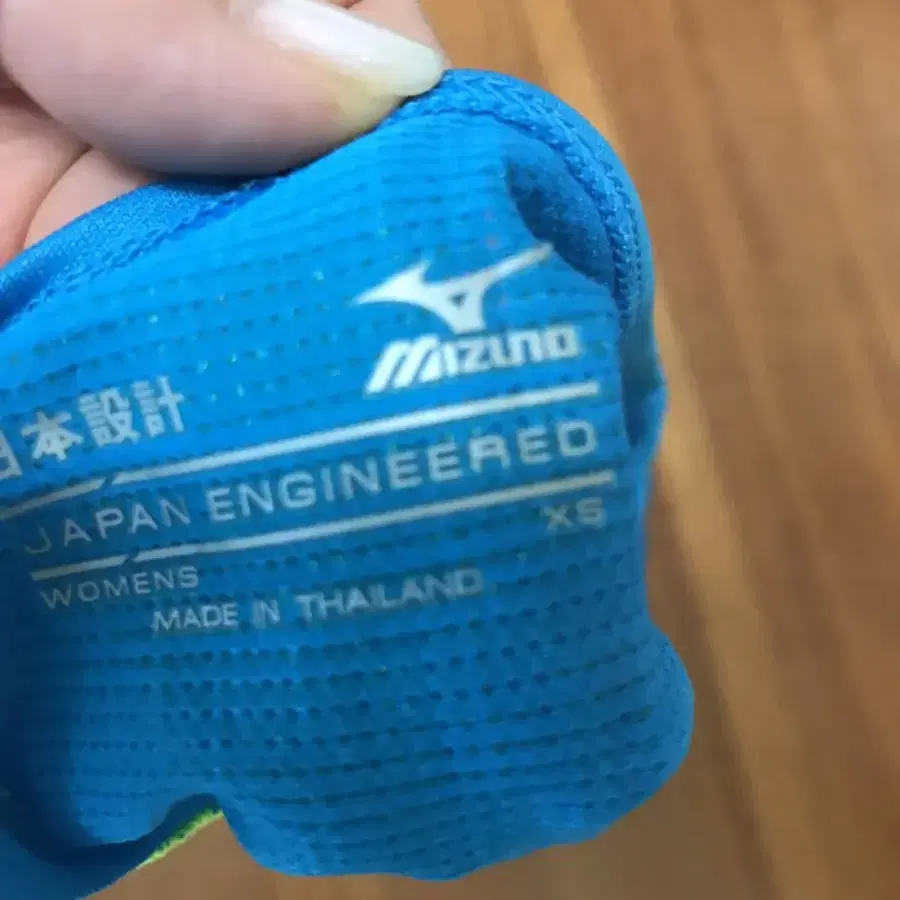 MIZUNO
日本設計
JAPAN ENGINEERED
XS
WOMENS
MADE IN THAILAND